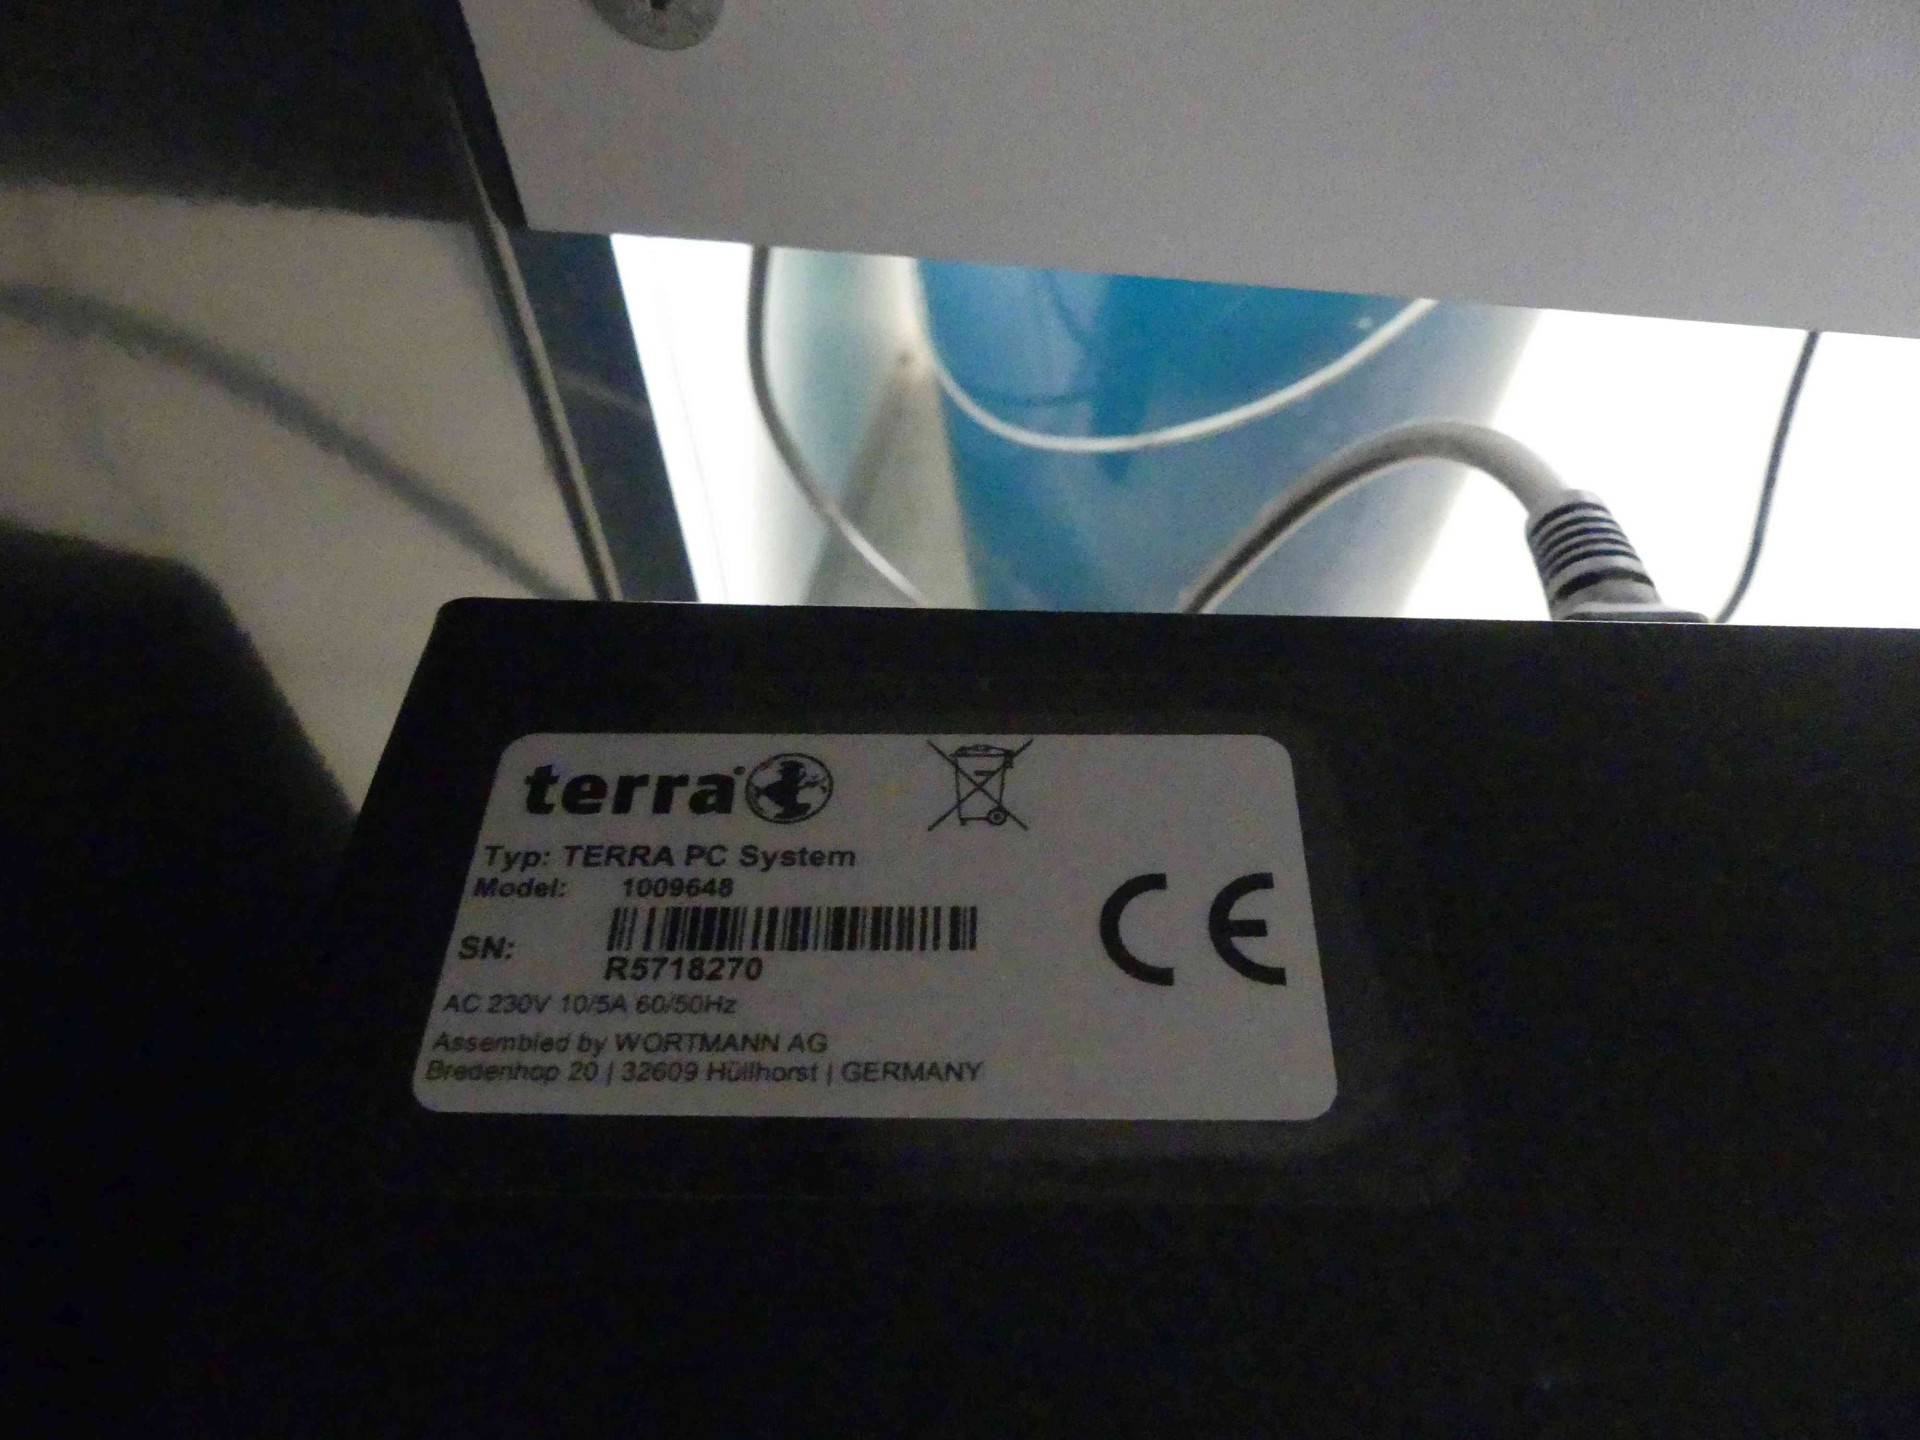 terra
Typ: TERRA PC System
Model: 1009648
SN:
R5718270
AC 230V 10/5A 60/50Hz
Assembled by WORTMANN AG
Bredenhop 20 | 32609 Hüllhorst | GERMANY
CE